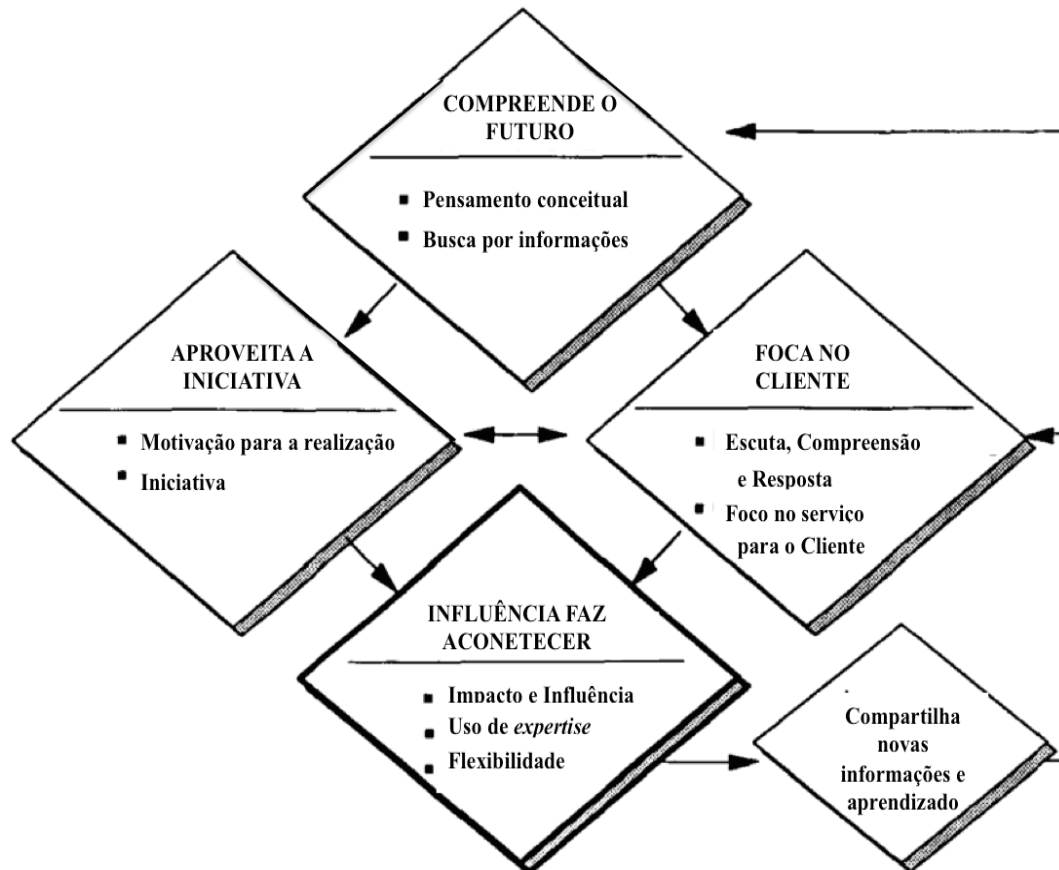 COMPREENDE O
FUTURO
Pensamento conceitual
Busca por informações
APROVEITA A
INICIATIVA
Motivação para a realização
Iniciativa
FOCA NO
CLIENTE
Escuta, Compreensão
e Resposta
Foco no serviço
para o Cliente
INFLUÊNCIA FAZ
ACONETECER
Impacto e Influência
Uso de expertise
Flexibilidade
Compartilha
novas
informações e
aprendizado